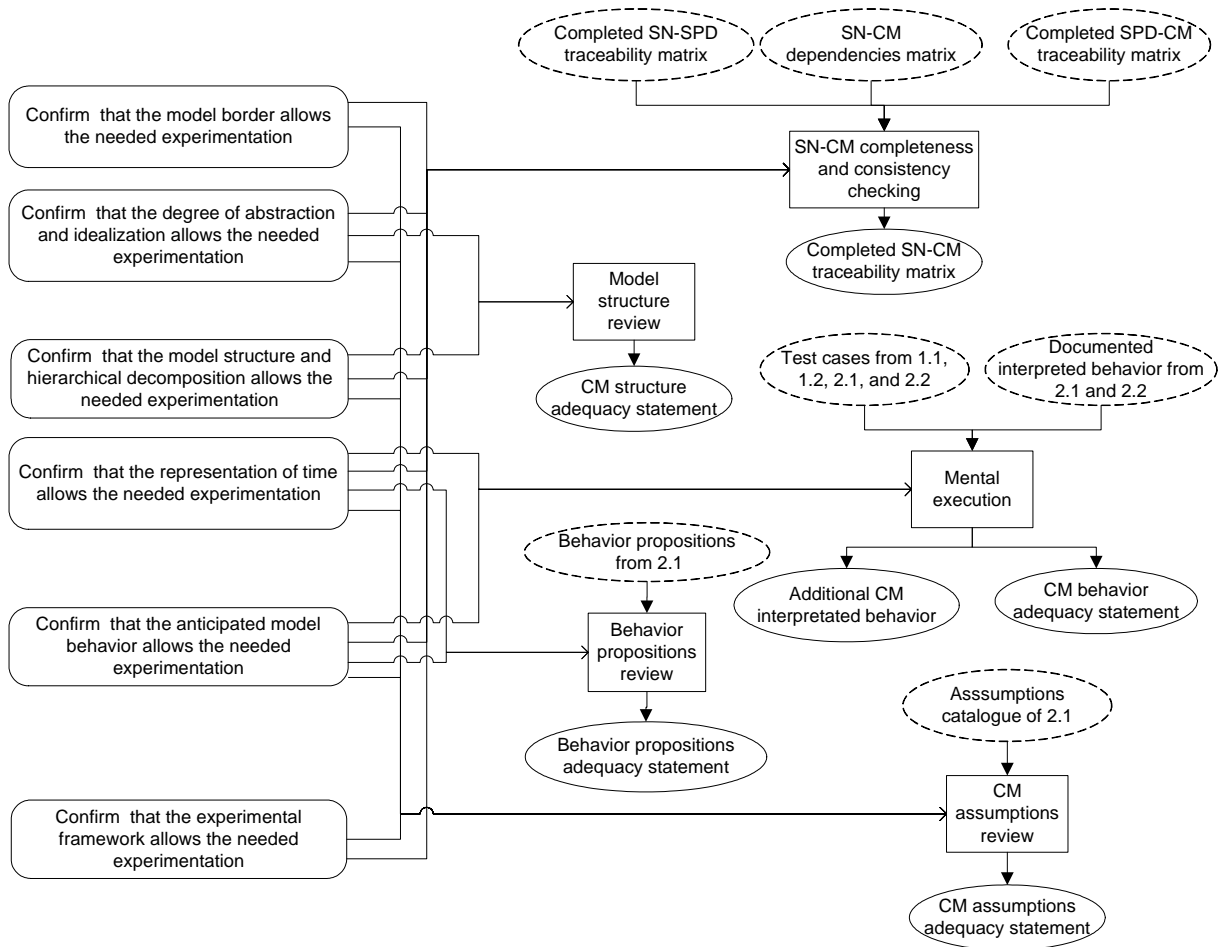 Completed SN-SPD
traceability matrix
SN-CM
dependencies matrix
Completed SPD-CM
traceability matrix
Confirm that the model border allows
the needed experimentation
SN-CM completeness
and consistency
checking
Confirm that the degree of abstraction
and idealization allows the needed
experimentation
Completed SN-CM
traceability matrix
Model
structure
review
Confirm that the model structure and
hierarchical decomposition allows the
needed experimentation
CM structure
adequacy statement
Test cases from 1.1,
1.2, 2.1, and 2.2
Documented
interpreted behavior from
2.1 and 2.2
Confirm that the representation of time
allows the needed experimentation
Mental
execution
Behavior propositions
from 2.1
Additional CM
interpretated behavior
CM behavior
adequacy statement
Confirm that the anticipated model
behavior allows the needed
experimentation
Behavior
propositions
review
Asssumptions
catalogue of 2.1
Behavior propositions
adequacy statement
Confirm that the experimental
framework allows the needed
experimentation
CM
assumptions
review
CM assumptions
adequacy statement